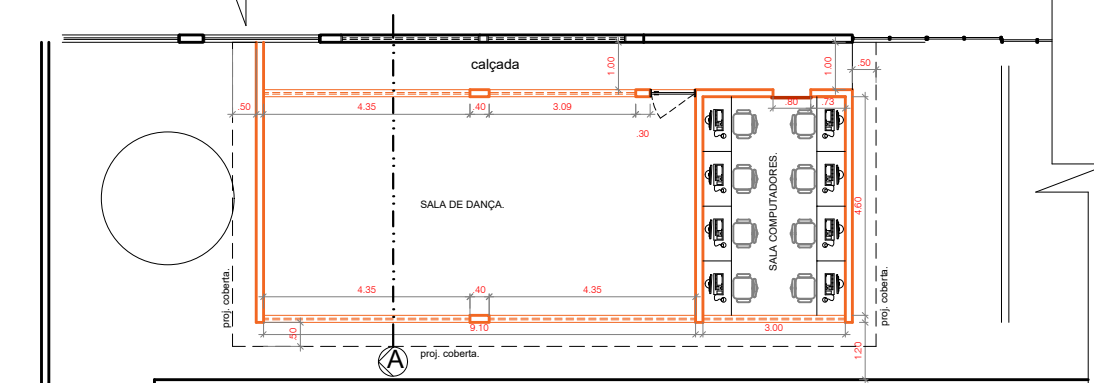 calçada
1.00
1.00
.50
.50
4.35
.40
3.09
.80
.73
.30
SALA DE DANÇA.
SALA COMPUTADORES.
4.60
proj. coberta.
proj. coberta.
4.35
.40
4.35
.50
9.10
3.00
A
proj. coberta.
1.20